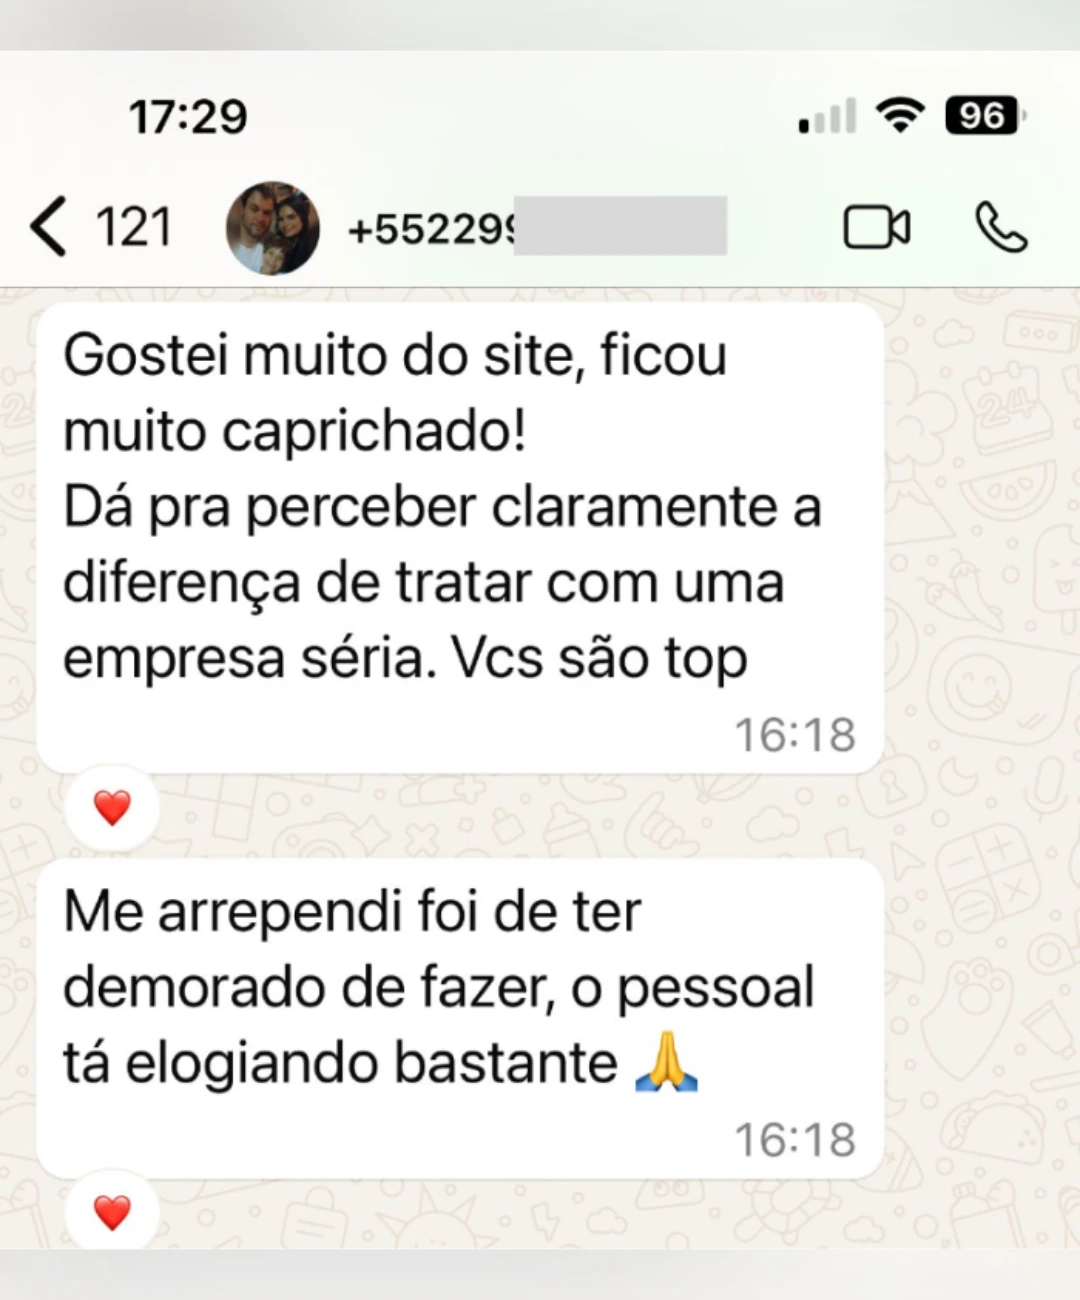 17:29
96
121
+552299
Gostei muito do site, ficou
muito caprichado!
Dá pra perceber claramente a
diferença de tratar com uma
empresa séria. Vcs são top
16:18
❤️
Me arrependi foi de ter
demorado de fazer, o pessoal
tá elogiando bastante 🙏
16:18
❤️